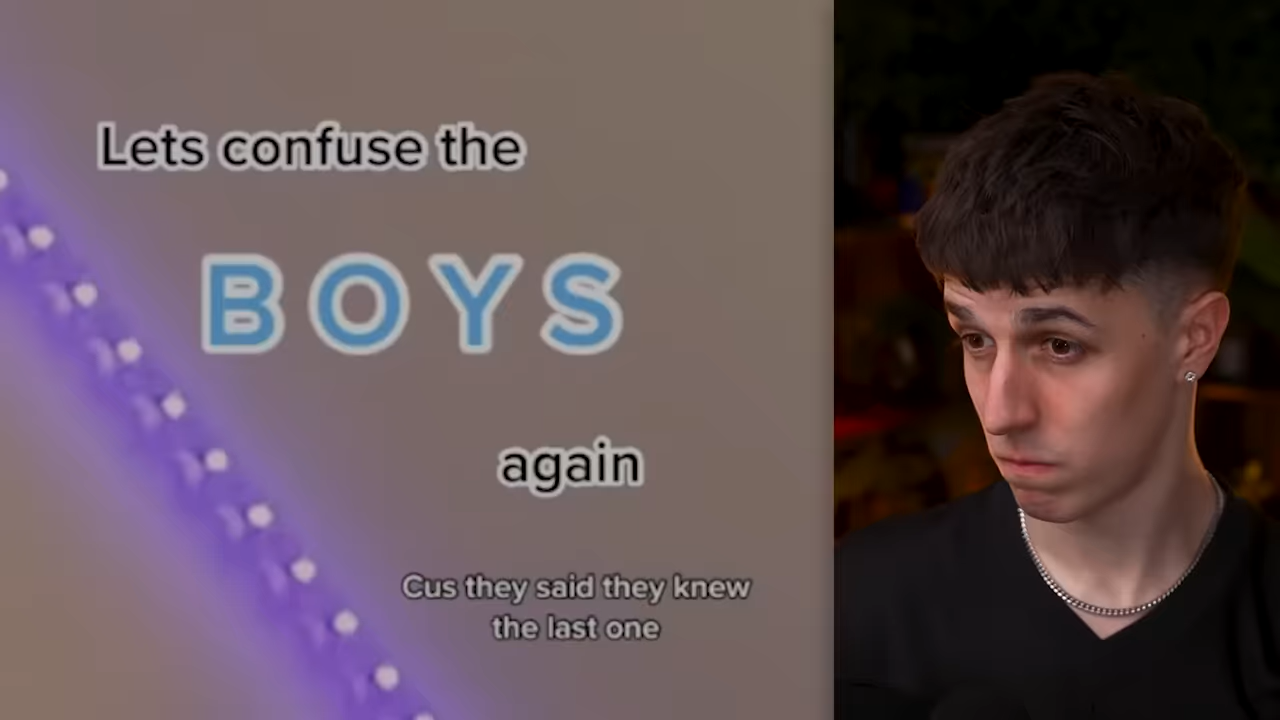 Lets confuse the
BOYS
again
Cus they said they knew
the last one